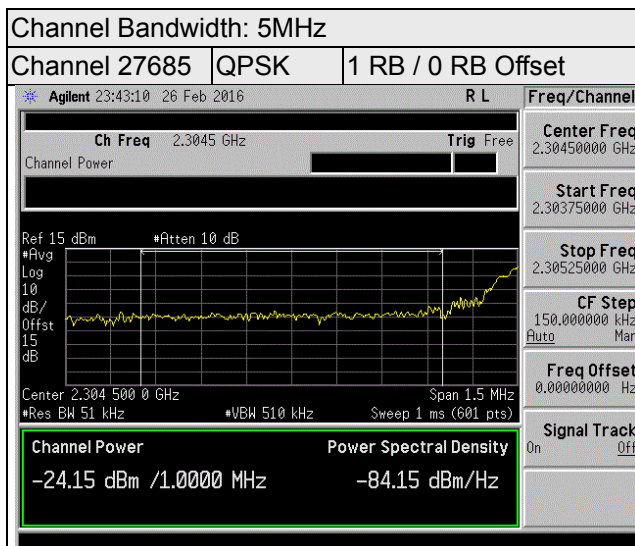 Channel Bandwidth: 5MHz
Channel 27685 QPSK 1 RB / 0 RB Offset
Agilent 23:43:10 26 Feb 2016 R L Freq/Channel
Ch Freq 2.3045 GHz Trig Free
Channel Power
Center Freq
2.30450000 GHz
Start Freq
2.30375000 GHz
Stop Freq
2.30525000 GHz
CF Step
150.000000 kHz
Auto Man
Freq Offset
0.00000000 Hz
Signal Track
On Off
Ref 15 dBm #Atten 10 dB
#Avg
Log
10
dB/
Offst
15
dB
Center 2.304 500 0 GHz Span 1.5 MHz
#Res BW 51 kHz #VBW 510 kHz Sweep 1 ms (601 pts)
Channel Power Power Spectral Density
-24.15 dBm /1.0000 MHz -84.15 dBm/Hz